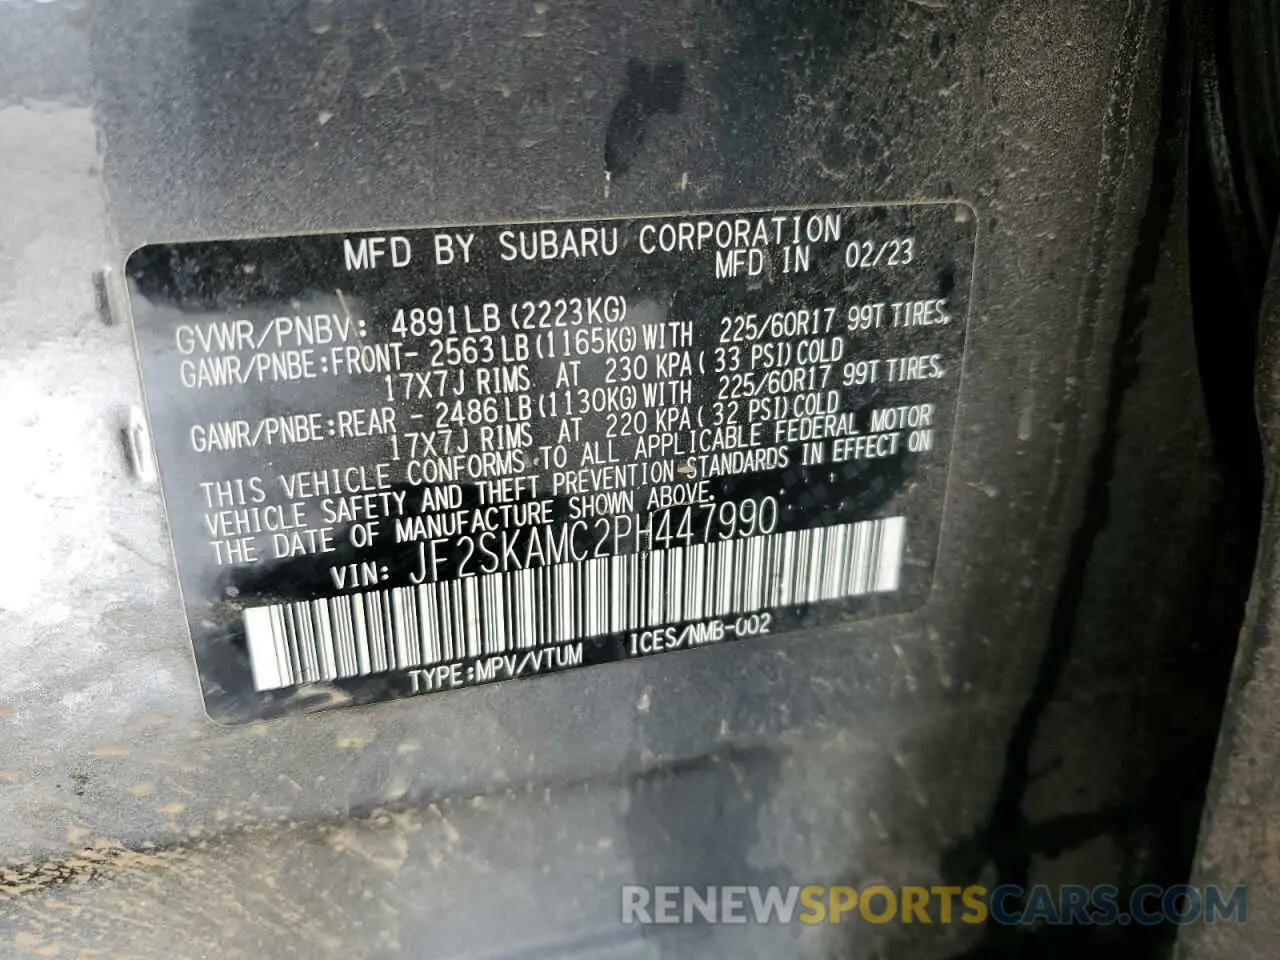 MFD BY SUBARU CORPORATION
MFD IN 02/23
GVWR/PNBV: 4891LB(2223KG)
GAWR/PNBE:FRONT- 2563LB(1165KG)WITH 225/60R17 99T TIRES,
17X7J RIMS AT 230 KPA( 33 PSI)COLD
GAWR/PNBE:REAR - 2486LB(1130KG)WITH 225/60R17 99T TIRES,
17X7J RIMS AT 220 KPA( 32 PSI)COLD
THIS VEHICLE CONFORMS TO ALL APPLICABLE FEDERAL MOTOR
VEHICLE SAFETY AND THEFT PREVENTION STANDARDS IN EFFECT ON
THE DATE OF MANUFACTURE SHOWN ABOVE.
VIN: JF2SKAMC2PH447990
TYPE:MPV/VTUM ICES/NMB-002
RENEWSPORTSCARS.COM